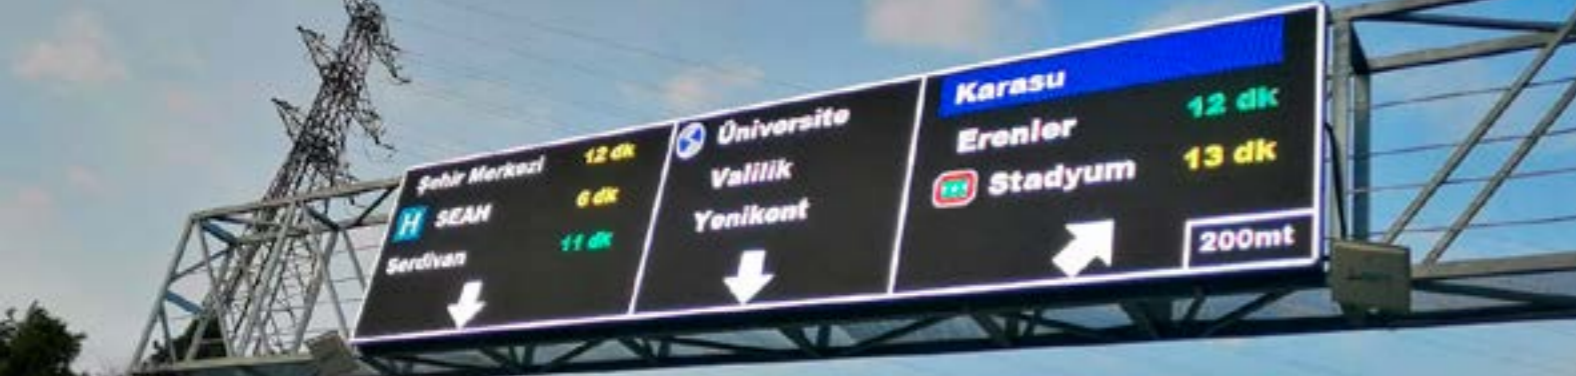 Şehir Merkezi 12 dk
H SEAH 6 dk
Serdivan 11 dk
Üniversite
Valilik
Yenikent
Karasu
Erenler 12 dk
Stadyum 13 dk
200mt